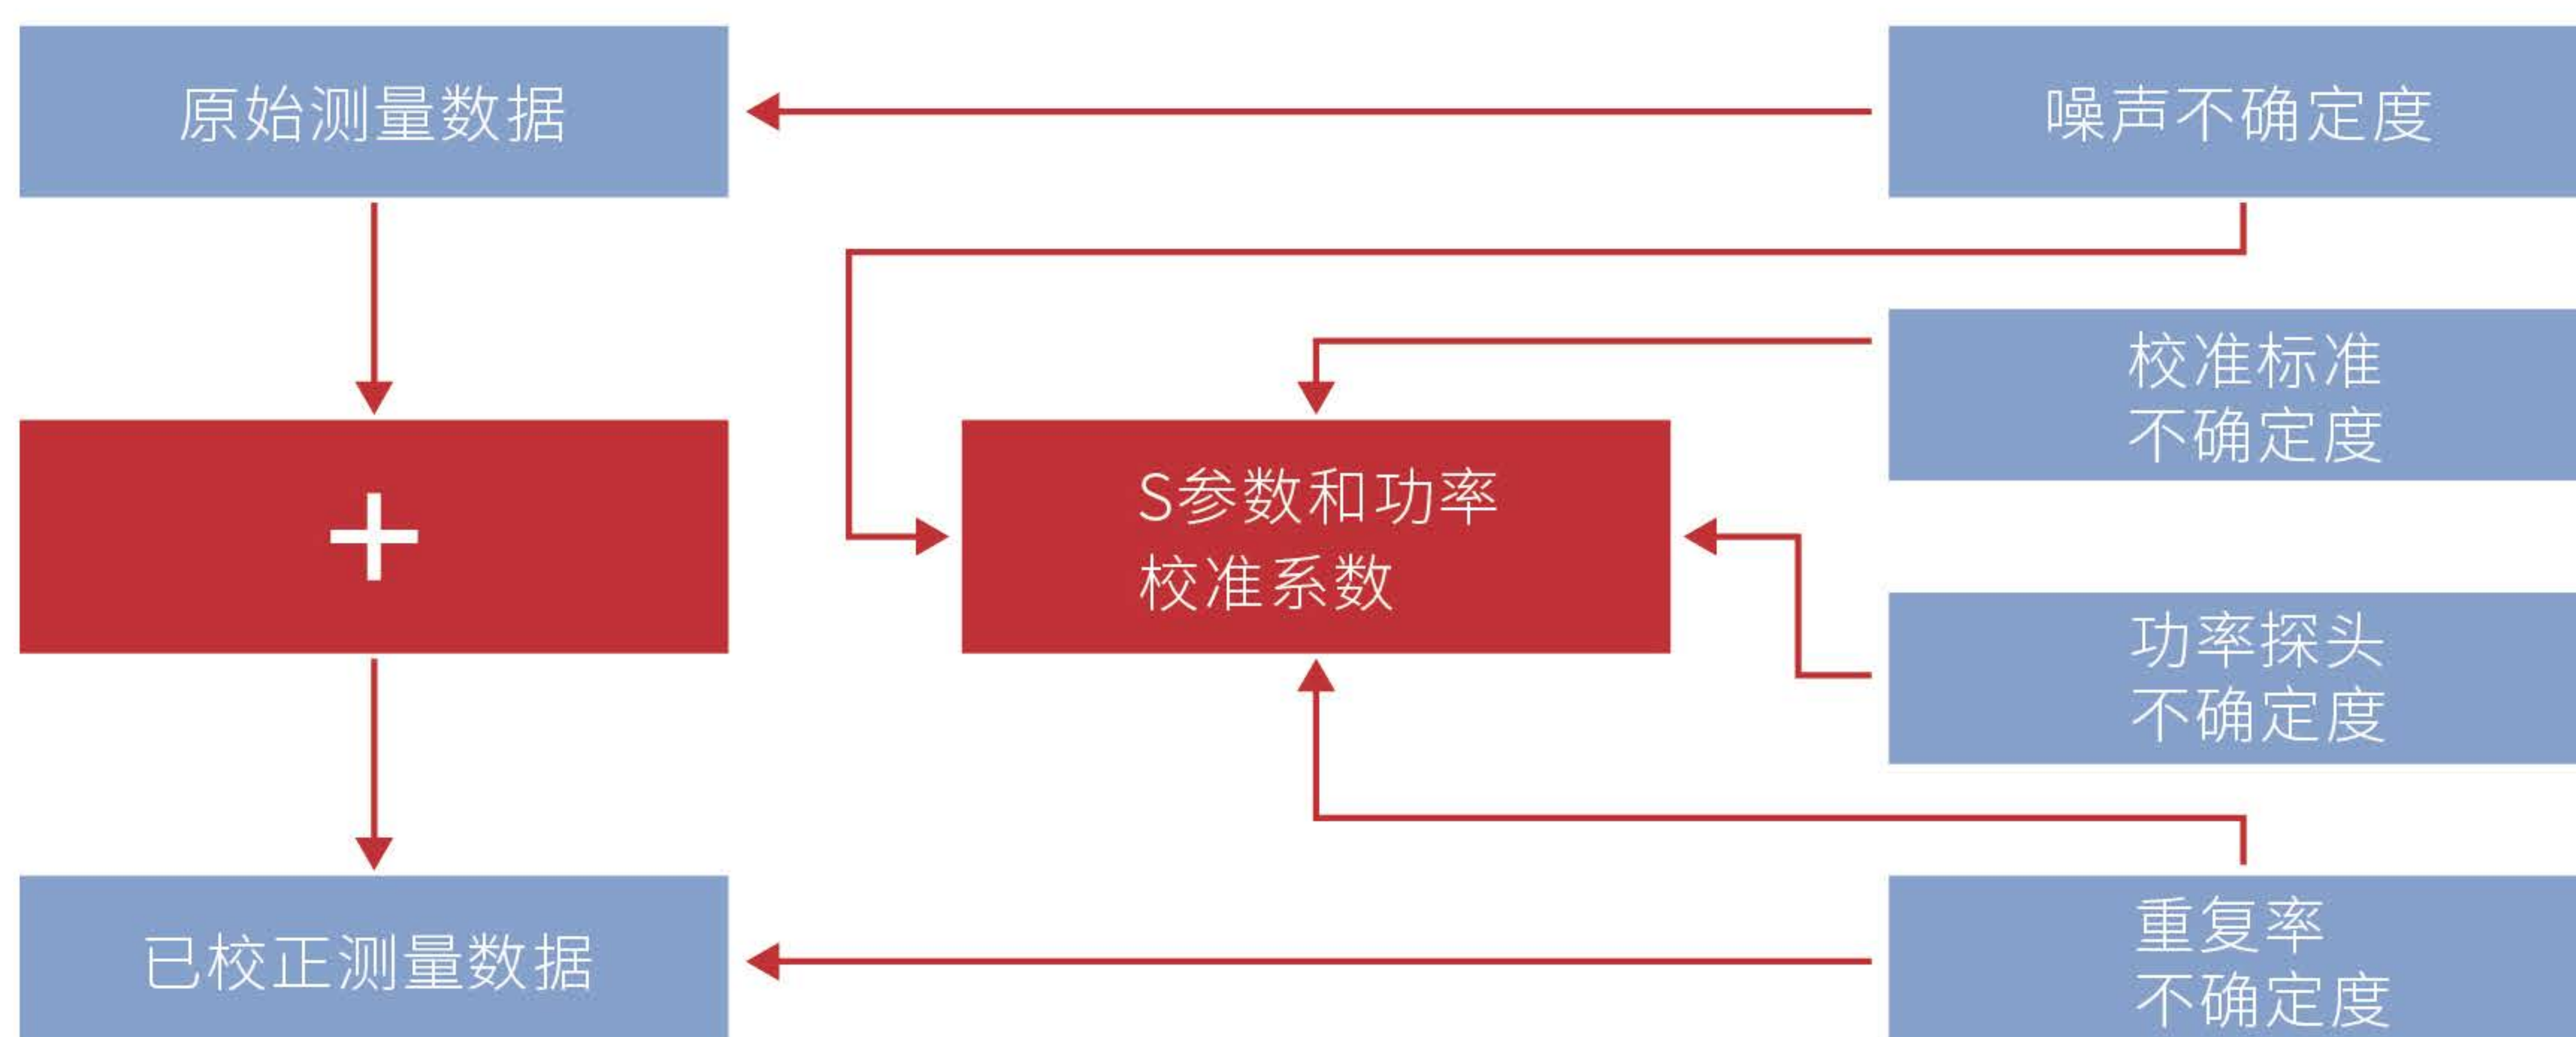 原始测量数据
噪声不确定度
校准标准
不确定度
+
S参数和功率
校准系数
功率探头
不确定度
已校正测量数据
重复率
不确定度